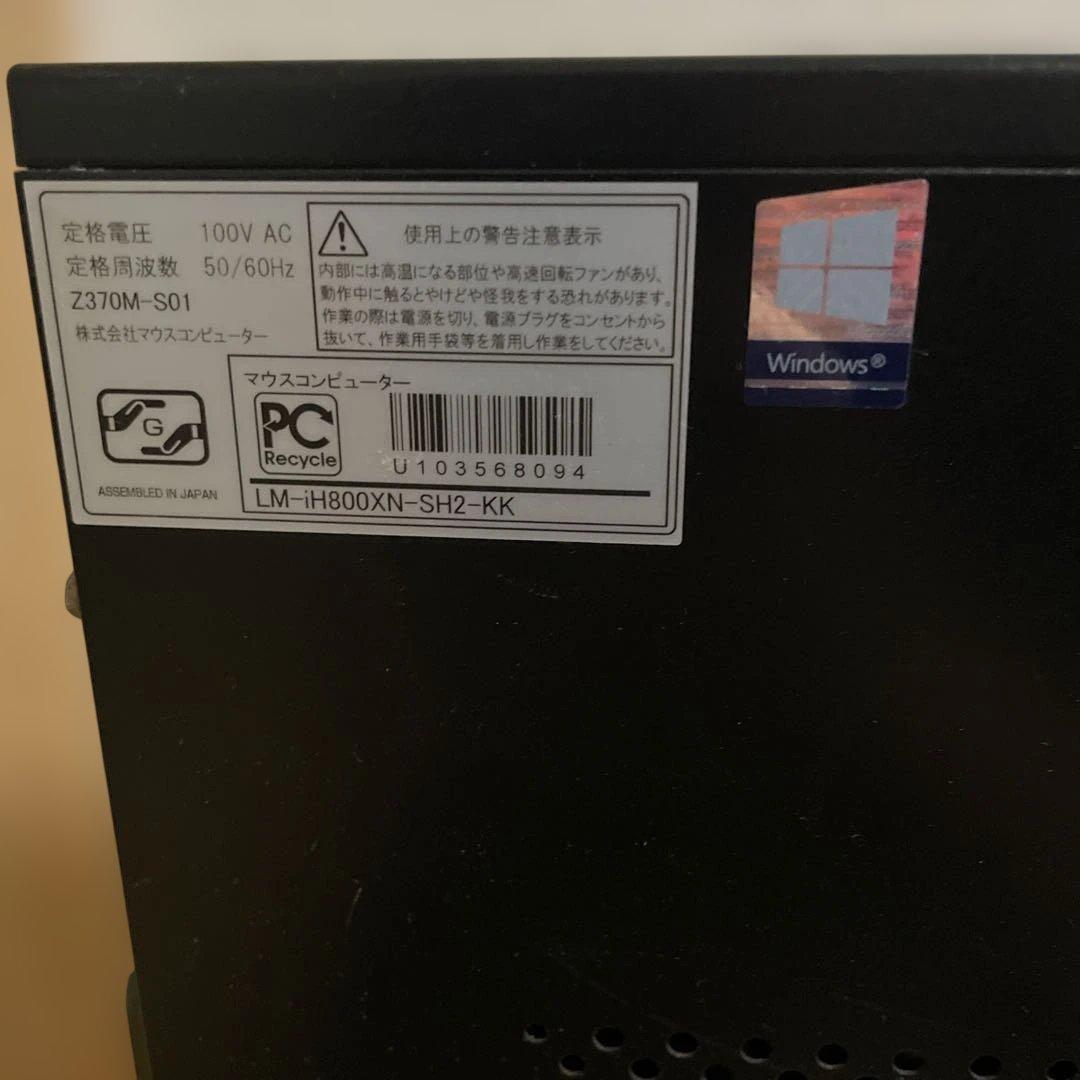 定格電圧 100V AC
定格周波数 50/60Hz
Z370M-S01
株式会社マウスコンピューター
使用上の警告注意表示
内部には高温になる部位や高速回転ファンがあり、
動作中に触るとやけどや怪我をする恐れがあります。
作業の際は電源を切り、電源プラグをコンセントから
抜いて、作業用手袋等を着用し作業をしてください。
G
ASSEMBLED IN JAPAN
マウスコンピューター
PC
Recycle
U103568094
LM-iH800XN-SH2-KK
Windows®